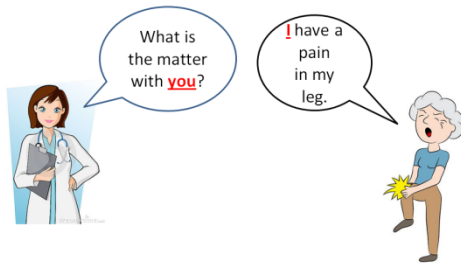 What is
the matter
with you?
I have a
pain
in my
leg.